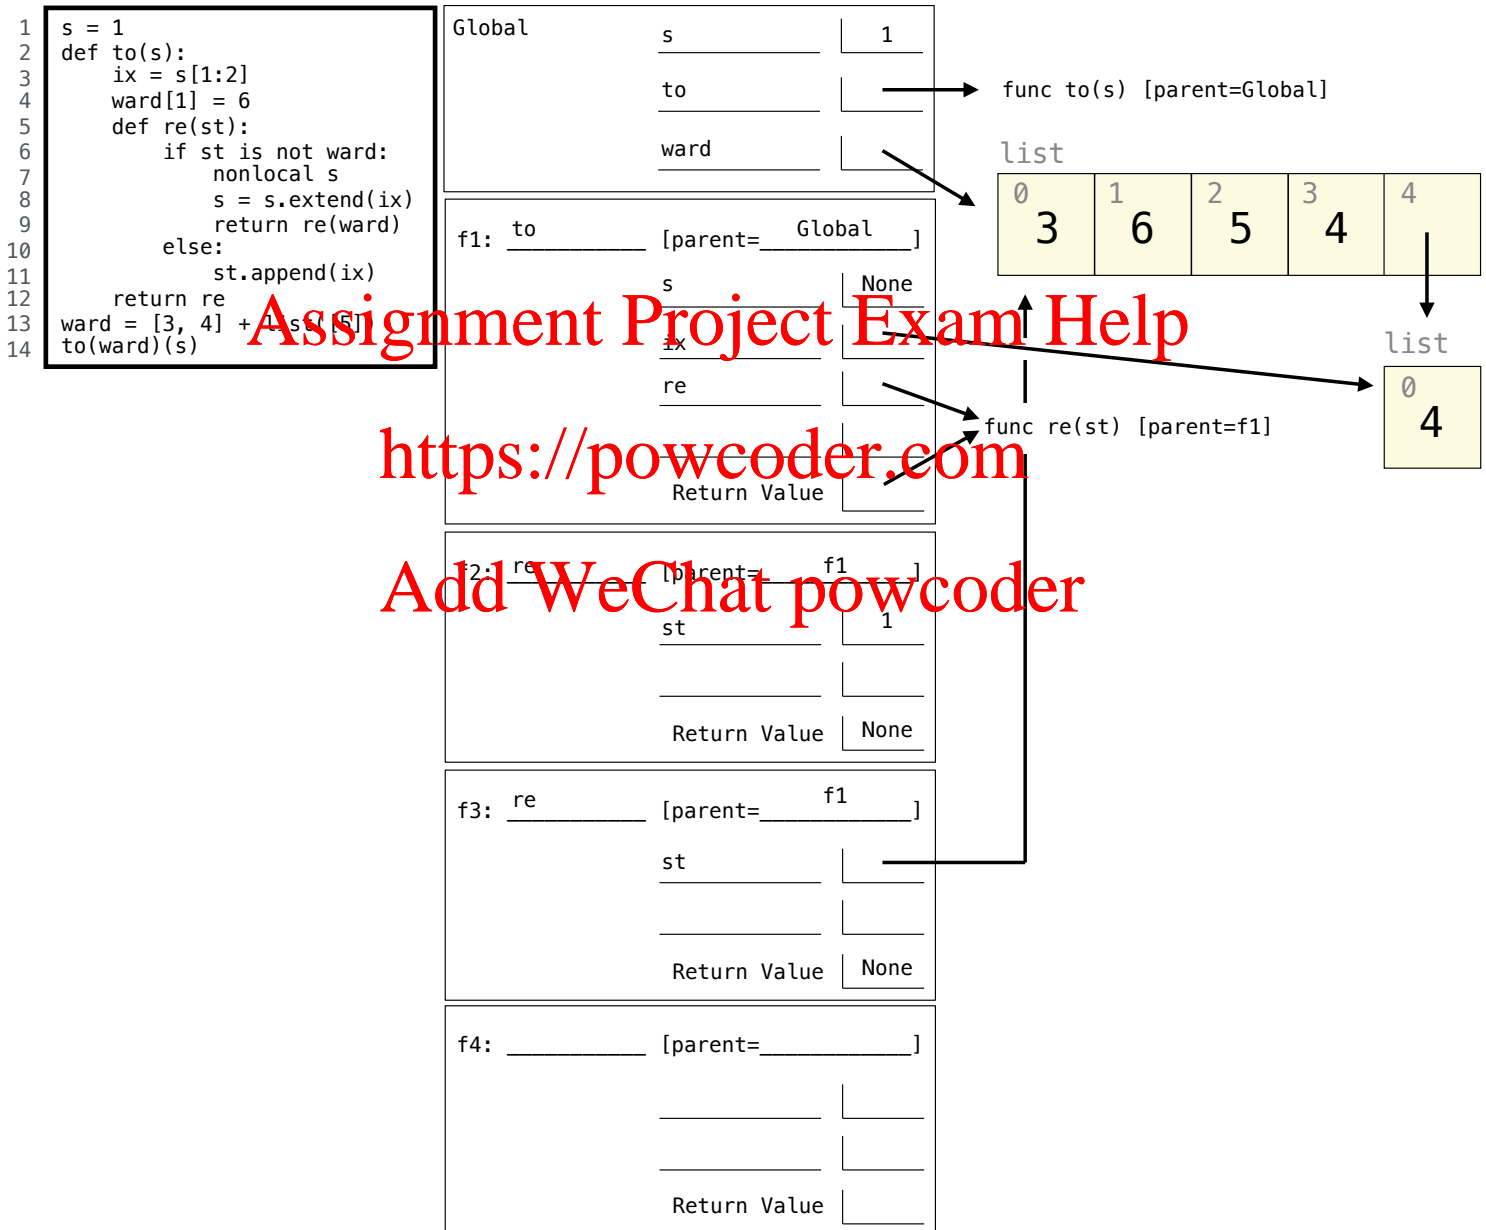 1 s = 1
2 def to(s):
3     ix = s[1:2]
4     ward[1] = 6
5     def re(st):
6         if st is not ward:
7             nonlocal s
8             s = s.extend(ix)
9             return re(ward)
10         else:
11             st.append(ix)
12     return re
13 ward = [3, 4] + list([5])
14 to(ward)(s)
Global
s 1
to
func to(s) [parent=Global]
ward
list
0 1 2 3 4
3 6 5 4
f1: to [parent=Global]
s None
Assignment Project Exam Help
ix
list
0
4
re
func re(st) [parent=f1]
https://powcoder.com
Return Value
f2: re [parent=f1]
Add WeChat powcoder
st 1
Return Value None
f3: re [parent=f1]
st
Return Value None
f4: ___________ [parent=____________]
Return Value